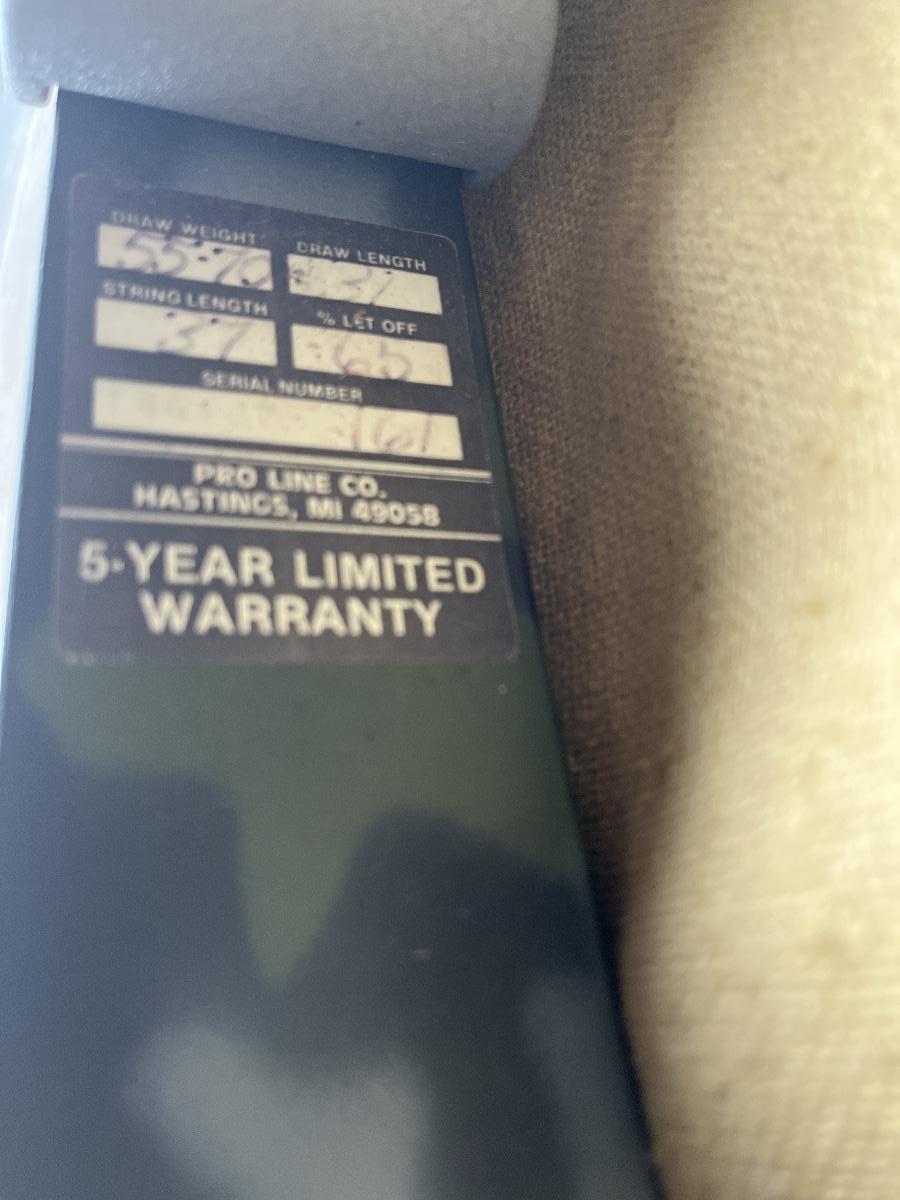 DRAW WEIGHT DRAW LENGTH
55-70 31
STRING LENGTH % LET OFF
37 65
SERIAL NUMBER
PRO LINE CO.
HASTINGS, MI 49058
5-YEAR LIMITED
WARRANTY